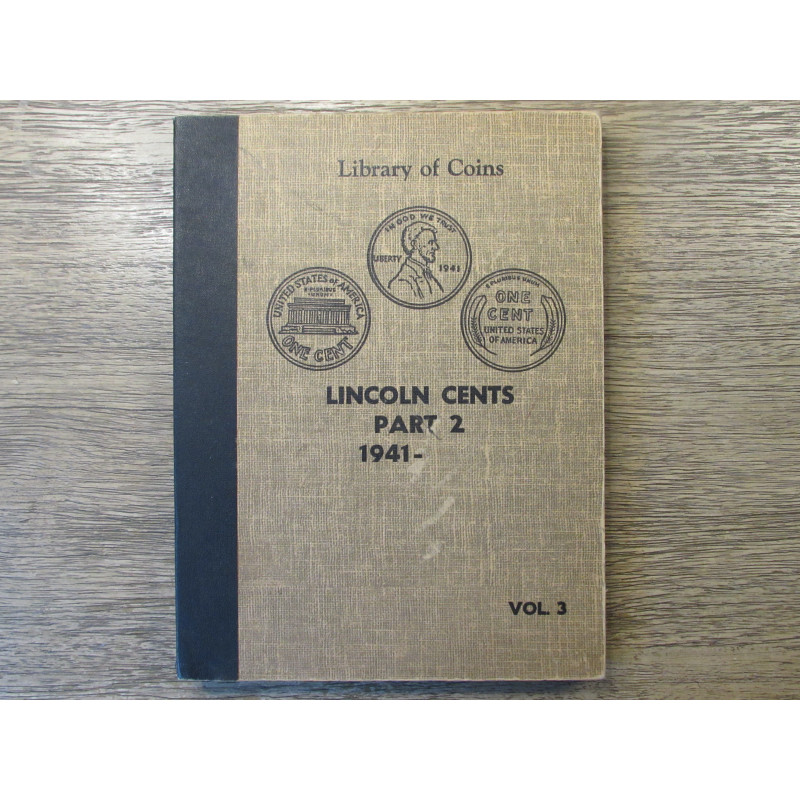 Library of Coins
IN GOD WE TRUST
LIBERTY 1941
UNITED STATES of AMERICA
E·PLURIBUS
UNUM
ONE CENT
E PLURIBUS UNUM
ONE
CENT
UNITED STATES
OF AMERICA
LINCOLN CENTS
PART 2
1941-
VOL. 3